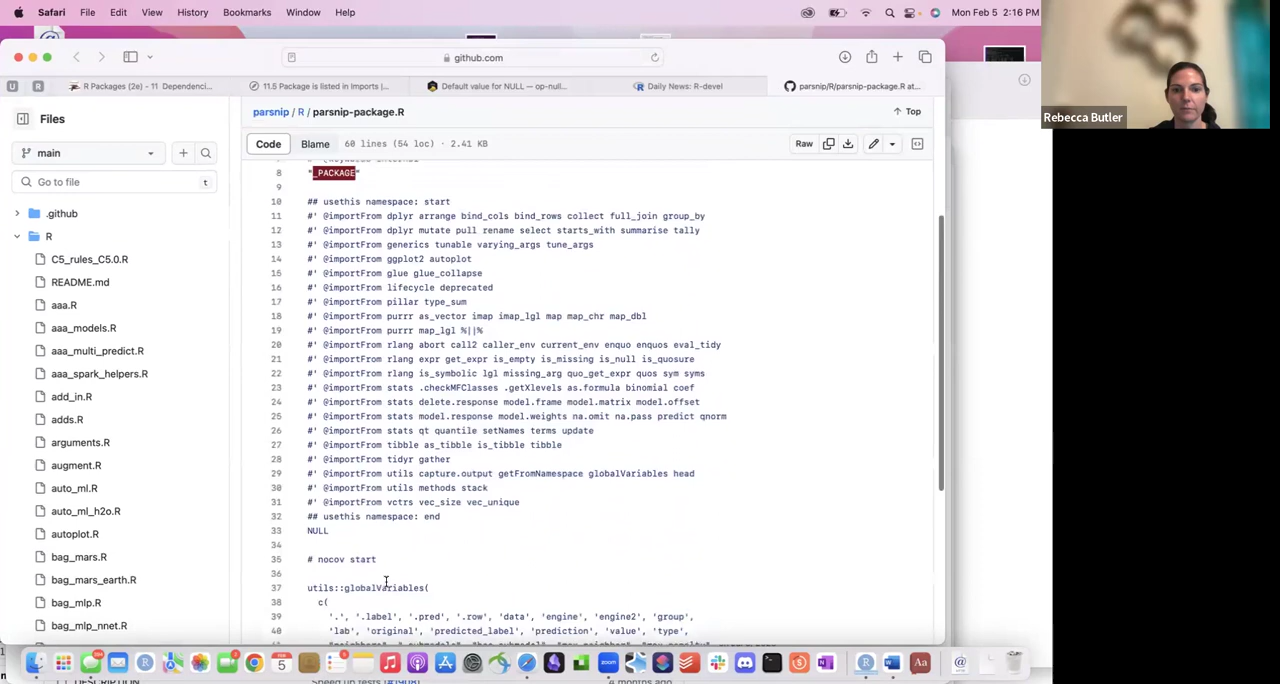 Safari File Edit View History Bookmarks Window Help Mon Feb 5 2:16 PM
github.com
R Packages (2e) - 11 Dependenci... 11.5 Package is listed in Imports |... Default value for NULL — op-null... Daily News: R-devel parsnip/R/parsnip-package.R at...
Rebecca Butler
Files
main
Go to file t
.github
R
C5_rules_C5.0.R
README.md
aaa.R
aaa_models.R
aaa_multi_predict.R
aaa_spark_helpers.R
add_in.R
adds.R
arguments.R
augment.R
auto_ml.R
auto_ml_h2o.R
autoplot.R
bag_mars.R
bag_mars_earth.R
bag_mlp.R
bag_mlp_nnet.R
parsnip / R / parsnip-package.R Top
Code Blame 60 lines (54 loc) · 2.41 KB Raw
8 "_PACKAGE"
9
10 ## usethis namespace: start
11 #' @importFrom dplyr arrange bind_cols bind_rows collect full_join group_by
12 #' @importFrom dplyr mutate pull rename select starts_with summarise tally
13 #' @importFrom generics tunable varying_args tune_args
14 #' @importFrom ggplot2 autoplot
15 #' @importFrom glue glue_collapse
16 #' @importFrom lifecycle deprecated
17 #' @importFrom pillar type_sum
18 #' @importFrom purrr as_vector imap imap_lgl map map_chr map_dbl
19 #' @importFrom purrr map_lgl %||%
20 #' @importFrom rlang abort call2 caller_env current_env enquo enquos eval_tidy
21 #' @importFrom rlang expr get_expr is_empty is_missing is_null is_quosure
22 #' @importFrom rlang is_symbolic lgl missing_arg quo_get_expr quos sym syms
23 #' @importFrom stats .checkMFClasses .getXlevels as.formula binomial coef
24 #' @importFrom stats delete.response model.frame model.matrix model.offset
25 #' @importFrom stats model.response model.weights na.omit na.pass predict qnorm
26 #' @importFrom stats qt quantile setNames terms update
27 #' @importFrom tibble as_tibble is_tibble tibble
28 #' @importFrom tidyr gather
29 #' @importFrom utils capture.output getFromNamespace globalVariables head
30 #' @importFrom utils methods stack
31 #' @importFrom vctrs vec_size vec_unique
32 ## usethis namespace: end
33 NULL
34
35 # nocov start
36
37 utils::globalVariables(
38 c(
39 '.', '.label', '.pred', '.row', 'data', 'engine', 'engine2', 'group',
40 'lab', 'original', 'predicted_label', 'prediction', 'value', 'type',